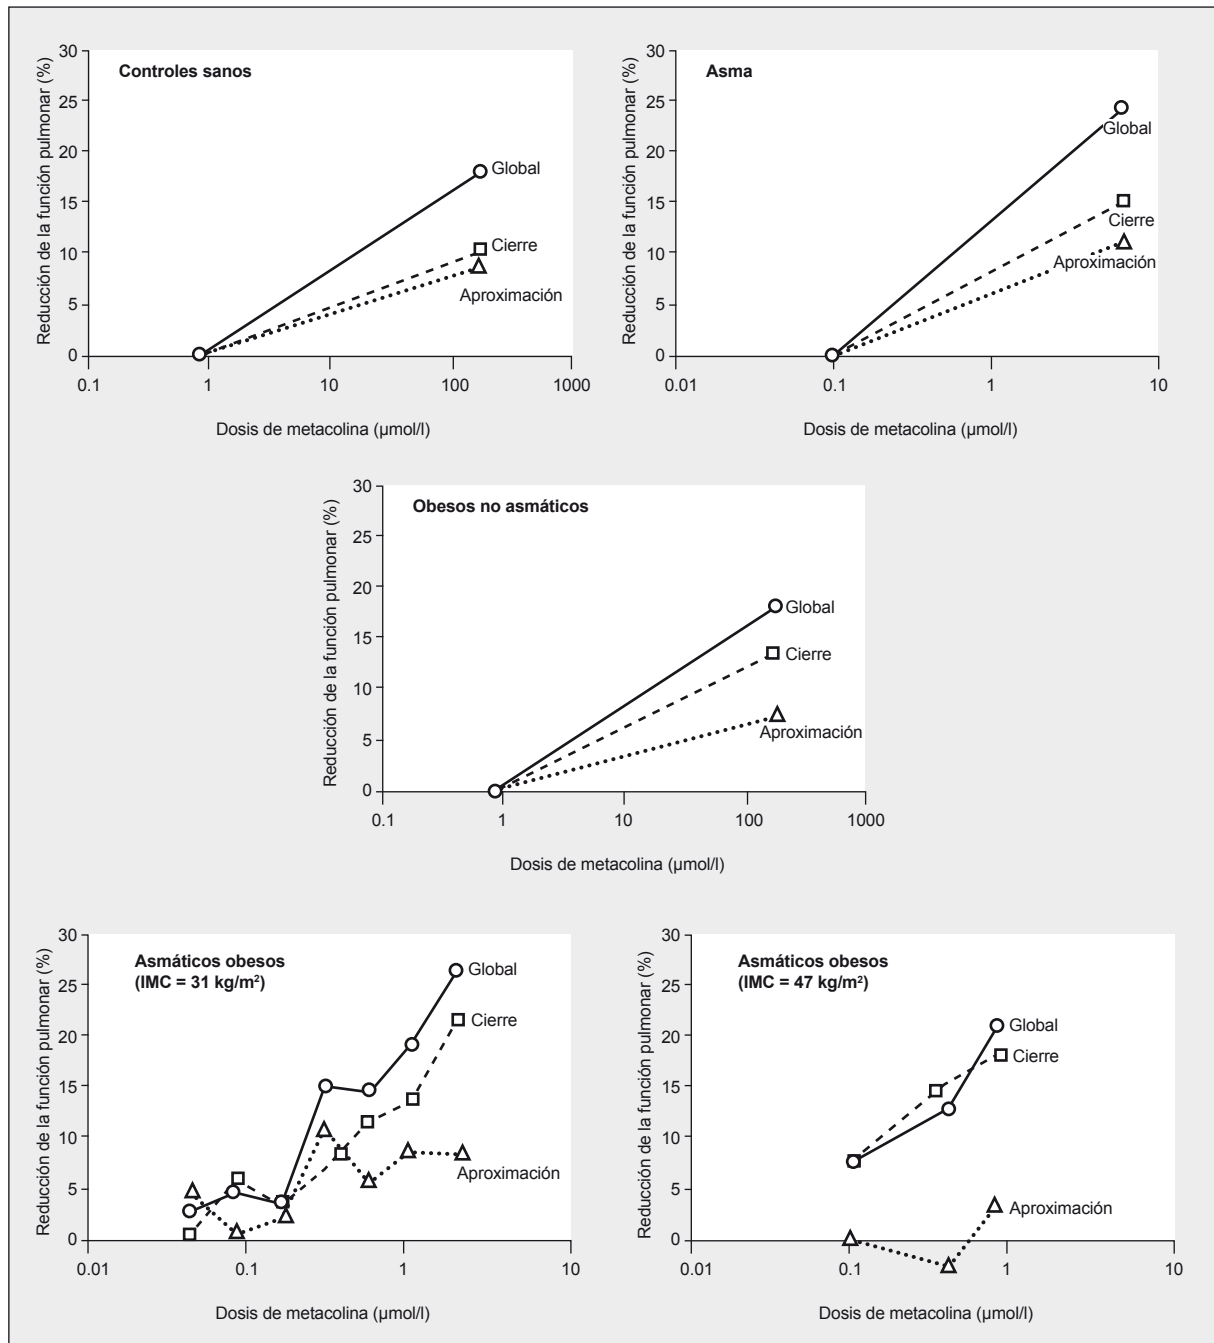 Controles sanos
Reducción de la función pulmonar (%)
30
25
20
15
10
5
0
Global
Cierre
Aproximación
0.1
1
10
100
1000
Dosis de metacolina (µmol/l)
Asma
Reducción de la función pulmonar (%)
30
25
20
15
10
5
0
Global
Cierre
Aproximación
0.01
0.1
1
10
Dosis de metacolina (µmol/l)
Obesos no asmáticos
Reducción de la función pulmonar (%)
30
25
20
15
10
5
0
Global
Cierre
Aproximación
0.1
1
10
100
1000
Dosis de metacolina (µmol/l)
Asmáticos obesos
(IMC = 31 kg/m²)
Reducción de la función pulmonar (%)
30
25
20
15
10
5
0
Global
Cierre
Aproximación
0.01
0.1
1
10
Dosis de metacolina (µmol/l)
Asmáticos obesos
(IMC = 47 kg/m²)
Reducción de la función pulmonar (%)
30
25
20
15
10
5
0
Global
Cierre
Aproximación
0.01
0.1
1
10
Dosis de metacolina (µmol/l)